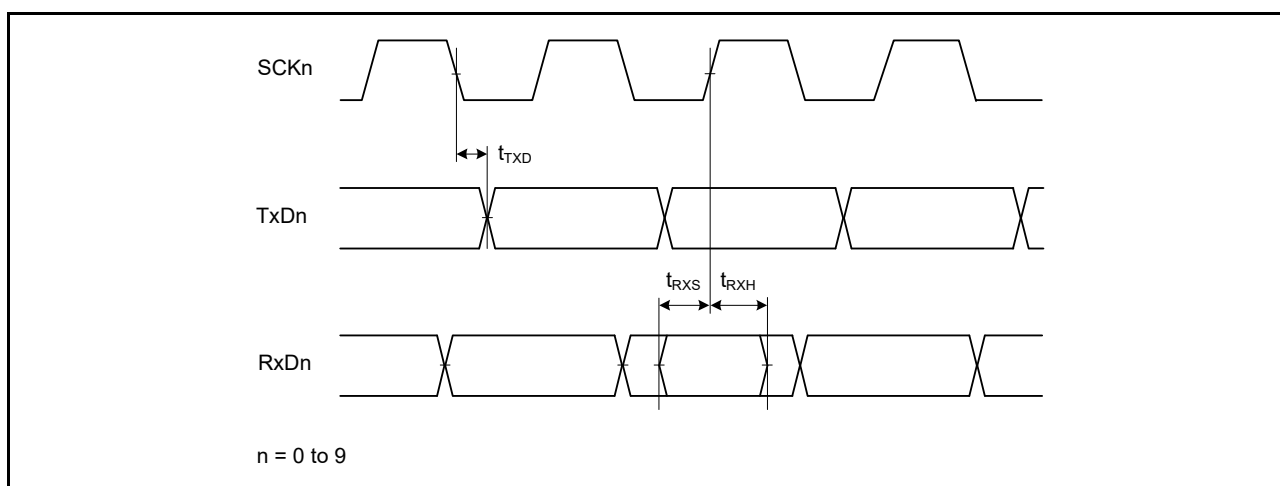 SCKn
tTXD
TxDn
tRXS tRXH
RxDn
n = 0 to 9